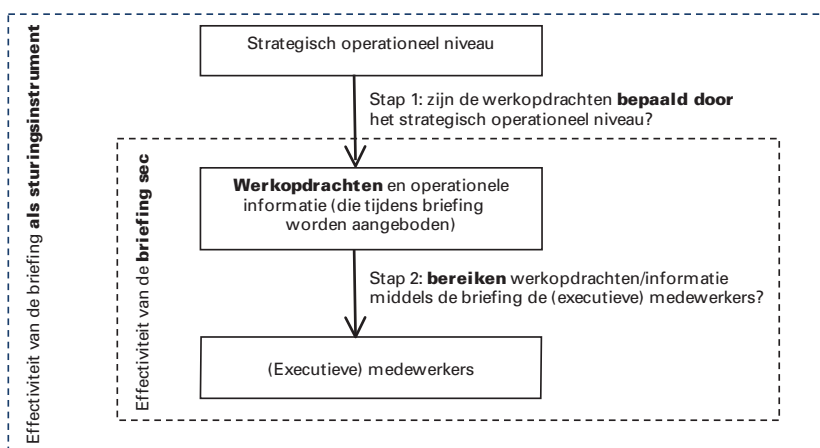 Effectiviteit van de briefing als sturingsinstrument
Strategisch operationeel niveau
Stap 1: zijn de werkopdrachten bepaald door
het strategisch operationeel niveau?
Effectiviteit van de briefing sec
Werkopdrachten en operationele
informatie (die tijdens briefing
worden aangeboden)
Stap 2: bereiken werkopdrachten/informatie
middels de briefing de (executieve) medewerkers?
(Executieve) medewerkers